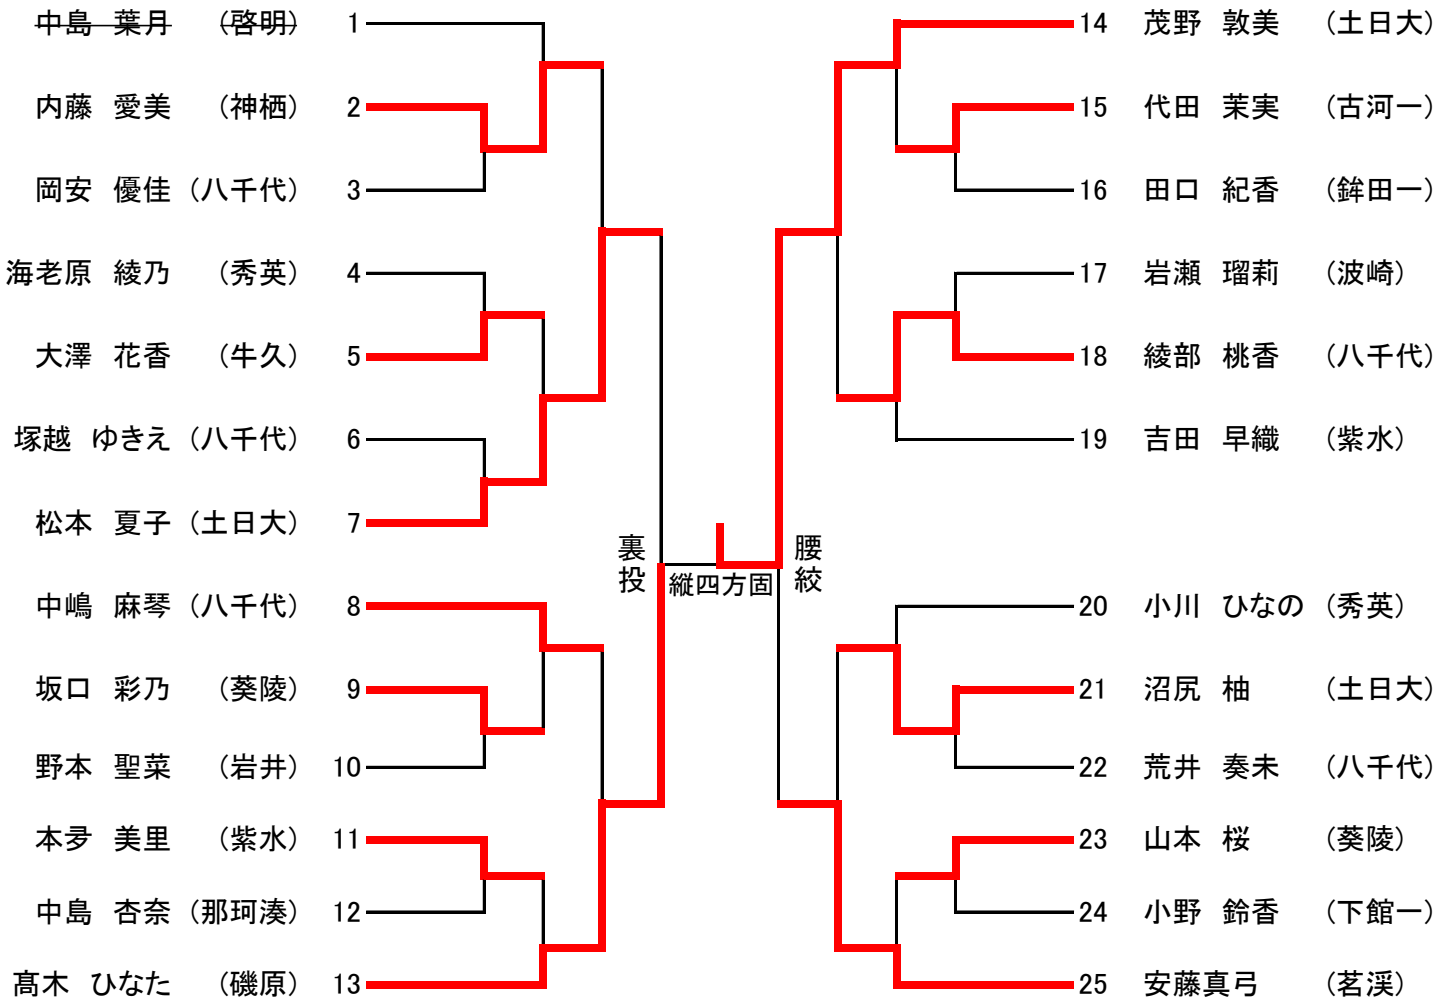 中島 葉月 (啓明) 1
内藤 愛美 (神栖) 2
岡安 優佳 (八千代) 3
海老原 綾乃 (秀英) 4
大澤 花香 (牛久) 5
塚越 ゆきえ (八千代) 6
松本 夏子 (土日大) 7
中嶋 麻琴 (八千代) 8
坂口 彩乃 (葵陵) 9
野本 聖菜 (岩井) 10
本多 美里 (紫水) 11
中島 杏奈 (那珂湊) 12
髙木 ひなた (磯原) 13
裏投
縦四方固
腰絞
14 茂野 敦美 (土日大)
15 代田 茉実 (古河一)
16 田口 紀香 (鉾田一)
17 岩瀬 瑠莉 (波崎)
18 綾部 桃香 (八千代)
19 吉田 早織 (紫水)
20 小川 ひなの (秀英)
21 沼尻 柚 (土日大)
22 荒井 奏未 (八千代)
23 山本 桜 (葵陵)
24 小野 鈴香 (下館一)
25 安藤真弓 (茗渓)